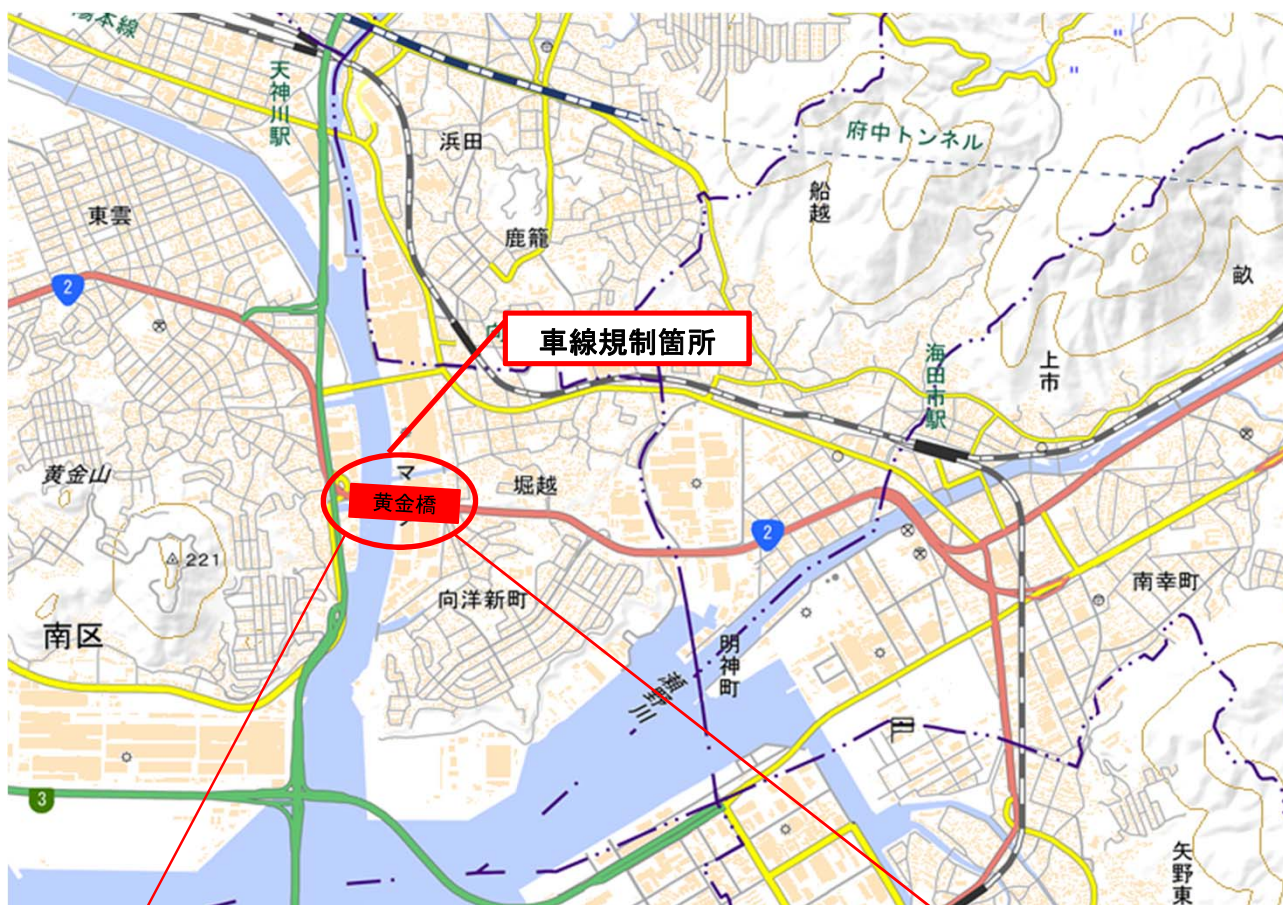 天神川駅
浜田
府中トンネル
船越
東雲
鹿籠
畝
2
車線規制箇所
上市
海田市駅
黄金山
堀越
黄金橋
2
221
向洋新町
南幸町
南区
明神町
瀬野川
3
矢野東